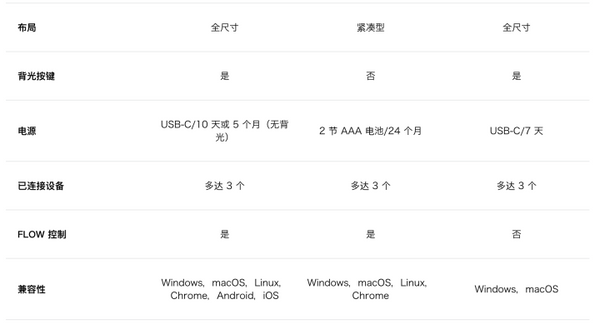 布局 全尺寸 紧凑型 全尺寸
背光按键 是 否 是
电源 USB-C/10 天或 5 个月（无背光） 2 节 AAA 电池/24 个月 USB-C/7 天
已连接设备 多达 3 个 多达 3 个 多达 3 个
FLOW 控制 是 是 否
兼容性 Windows，macOS，Linux，Chrome，Android，iOS Windows，macOS，Linux，Chrome Windows，macOS